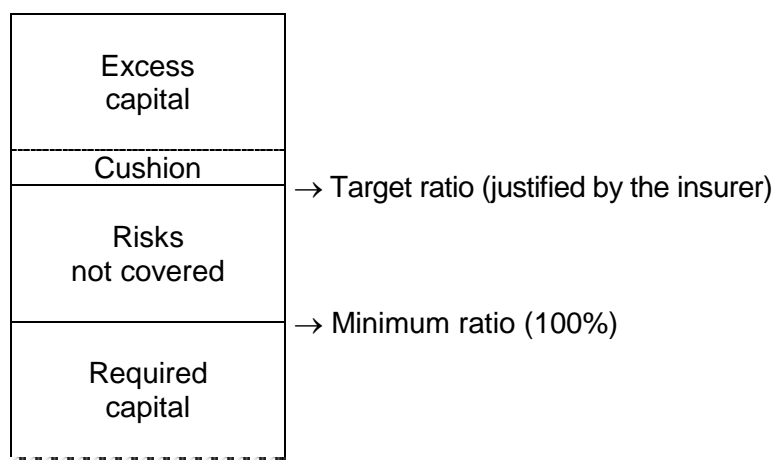 Excess
capital
Cushion
→ Target ratio (justified by the insurer)
Risks
not covered
→ Minimum ratio (100%)
Required
capital